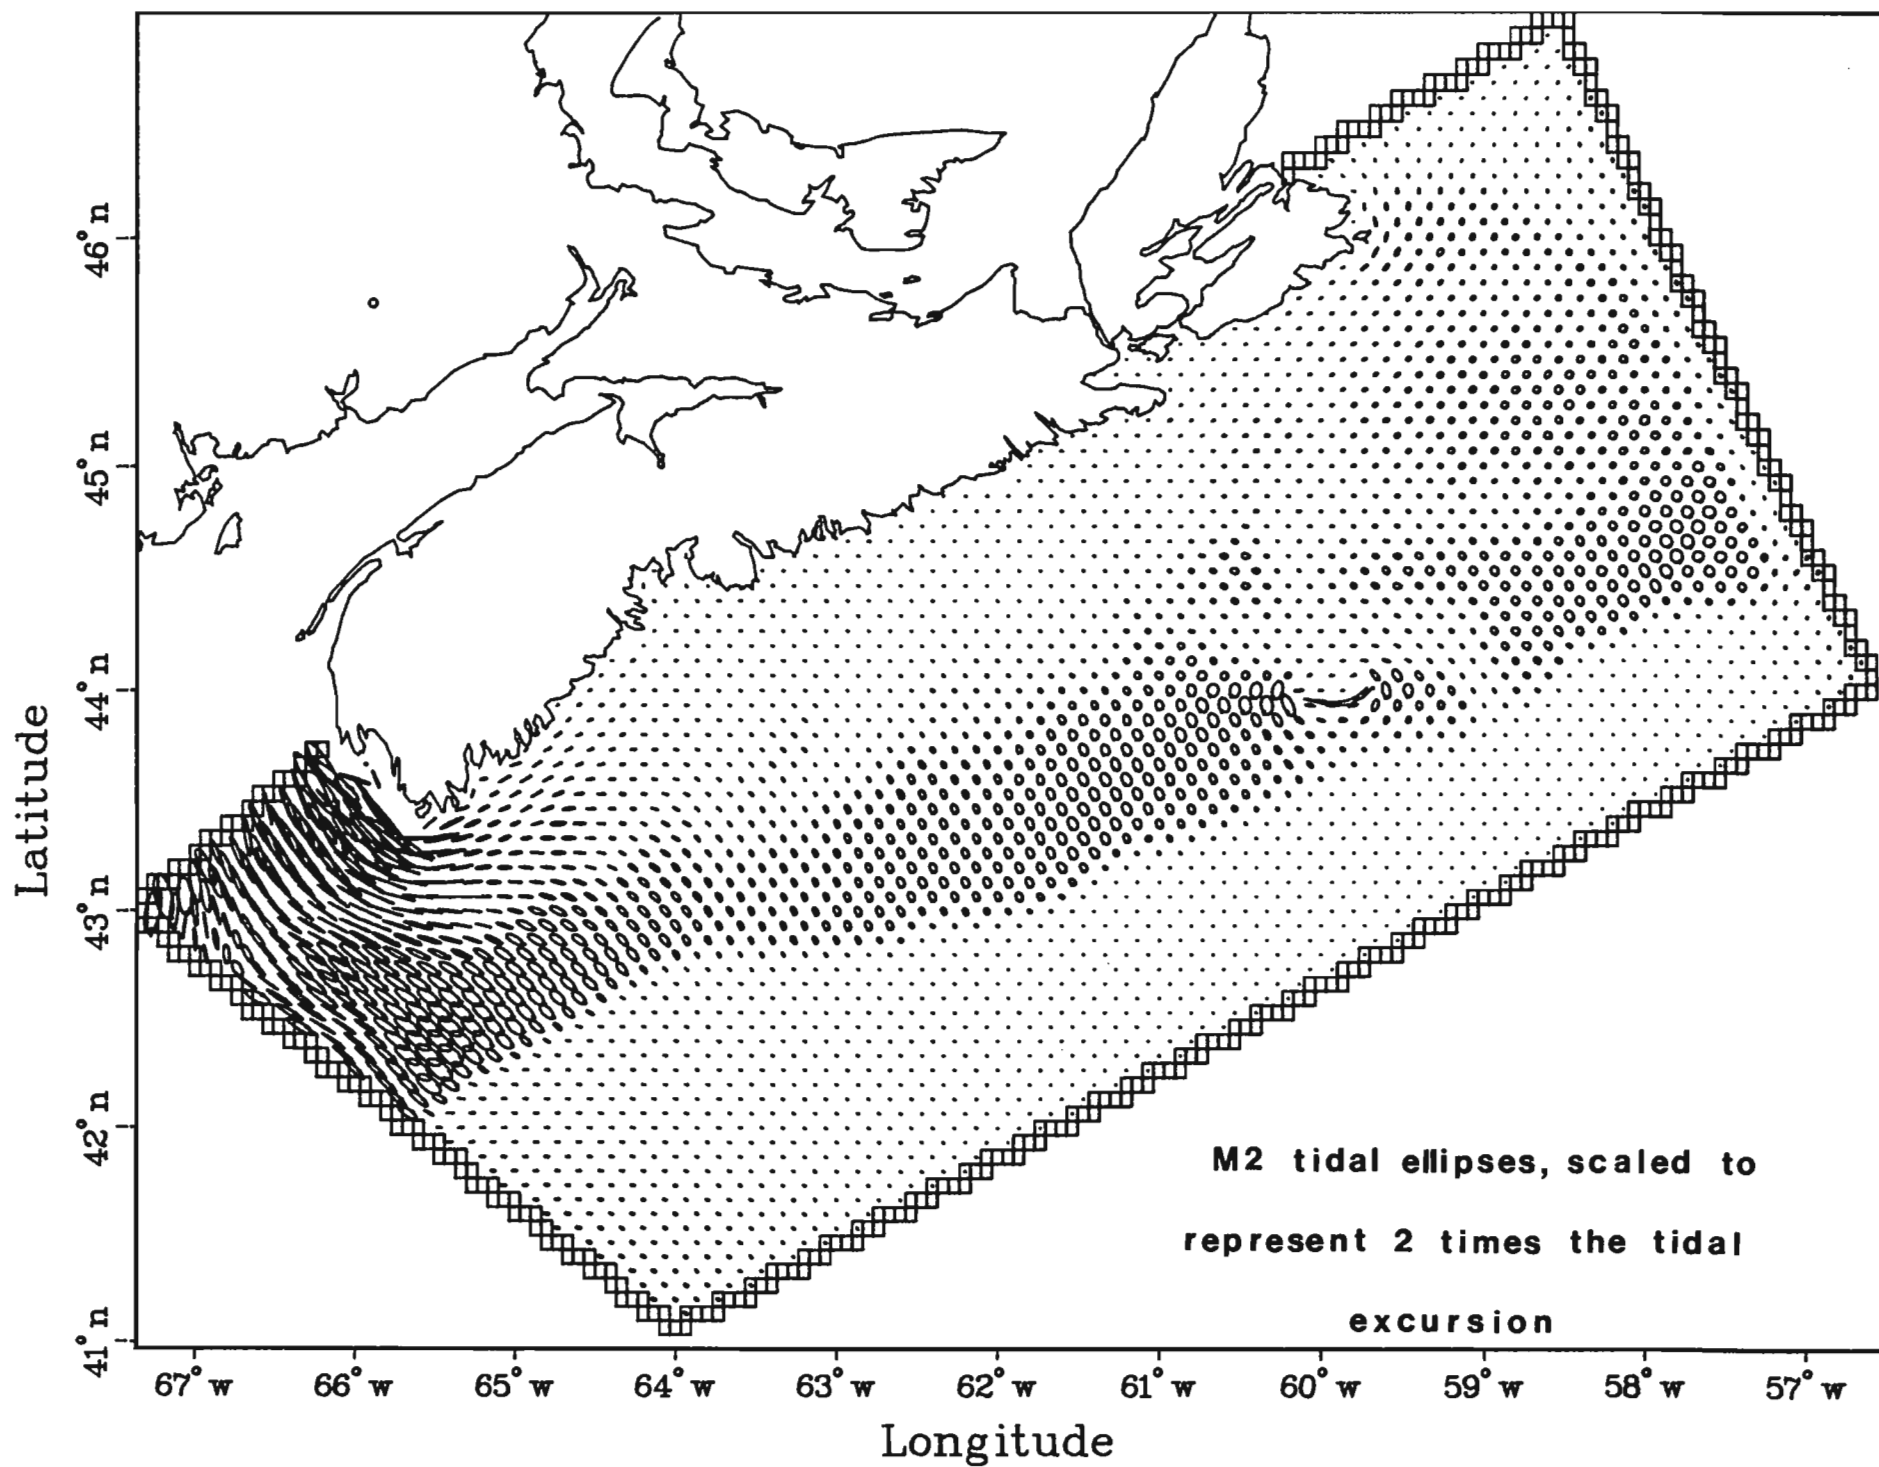 46°n
45°n
44°n
43°n
42°n
41°n
Latitude
M2 tidal ellipses, scaled to
represent 2 times the tidal
excursion
67°w 66°w 65°w 64°w 63°w 62°w 61°w 60°w 59°w 58°w 57°w
Longitude